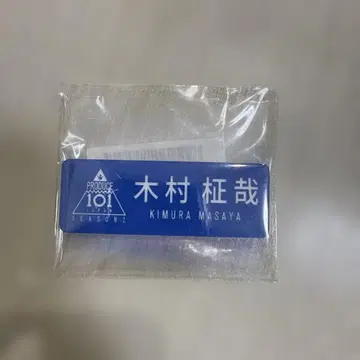 PRODUCE
101
JAPAN
SEASON2
木村 柾哉
KIMURA MASAYA